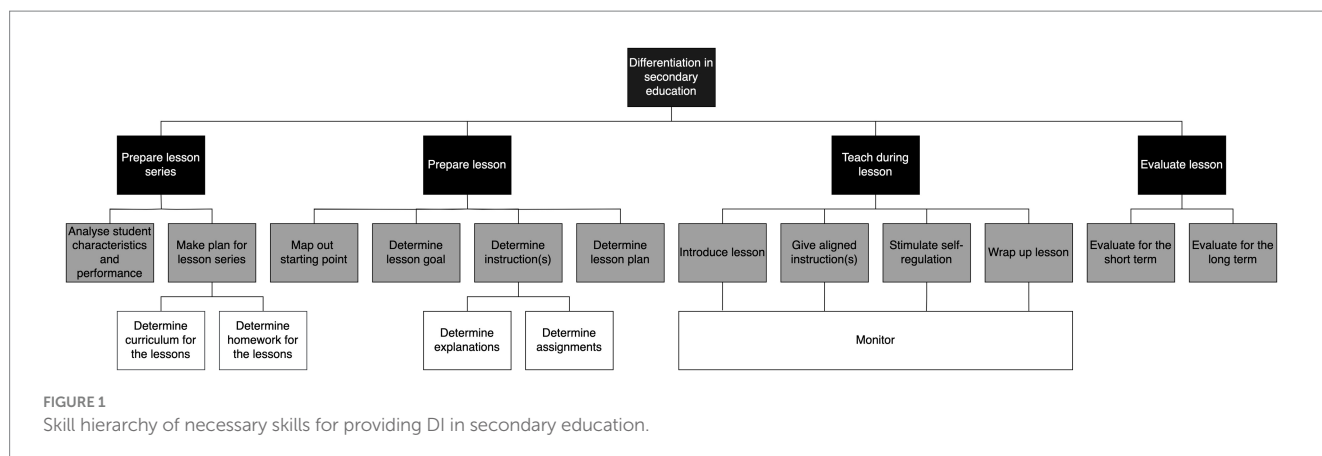 Differentiation in
secondary
education
Prepare lesson
series
Prepare lesson
Teach during
lesson
Evaluate lesson
Analyse student
characteristics
and
performance
Make plan for
lesson series
Map out
starting point
Determine
lesson goal
Determine
instruction(s)
Determine
lesson plan
Introduce lesson
Give aligned
instruction(s)
Stimulate self-
regulation
Wrap up lesson
Evaluate for the
short term
Evaluate for the
long term
Determine
curriculum for
the lessons
Determine
homework for
the lessons
Determine
explanations
Determine
assignments
Monitor
FIGURE 1
Skill hierarchy of necessary skills for providing DI in secondary education.